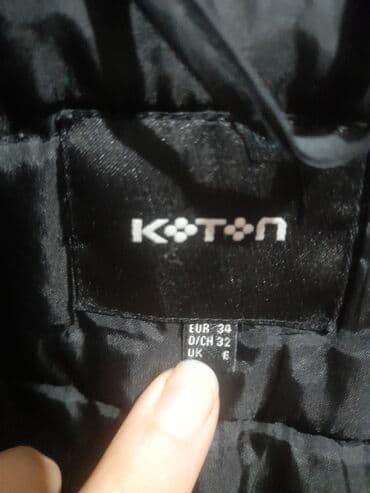 KOTON
EUR 34
D/CH 32
UK 6